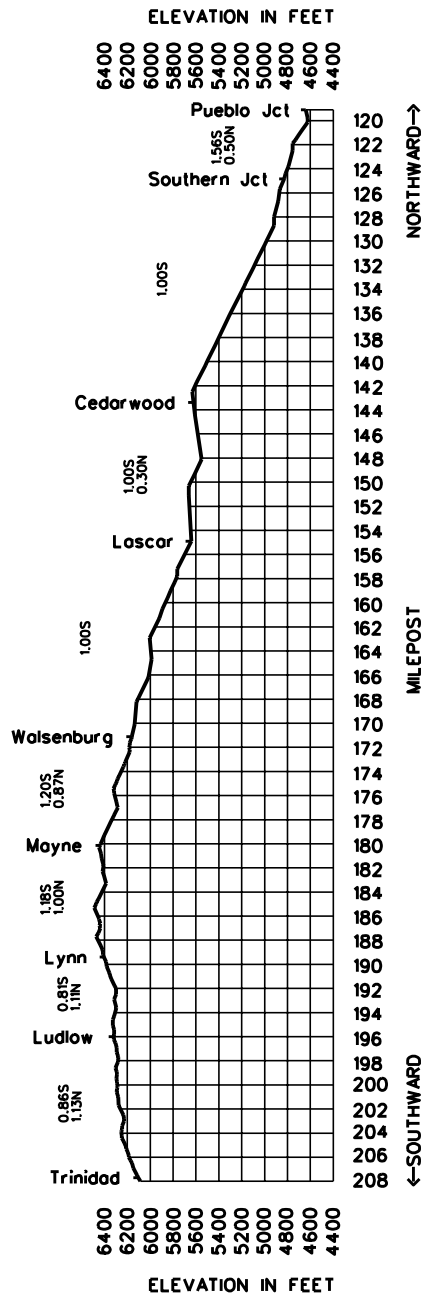 ELEVATION IN FEET
6400 6200 6000 5800 5600 5400 5200 5000 4800 4600 4400
Pueblo Jct
120
1.56S
0.50N
122
124
Southern Jct
126
128
NORTHWARD→
130
132
1.00S
134
136
138
140
142
Cedarwood
144
146
148
1.00S
0.30N
150
152
154
Lascar
156
158
160
162
1.00S
164
166
MILEPOST
168
170
Walsenburg
172
174
1.20S
0.87N
176
178
Mayne
180
182
1.18S
1.00N
184
186
188
Lynn
190
0.81S
1.11N
192
194
Ludlow
196
198
200
0.86S
1.13N
202
204
206
←SOUTHWARD
Trinidad
208
6400 6200 6000 5800 5600 5400 5200 5000 4800 4600 4400
ELEVATION IN FEET